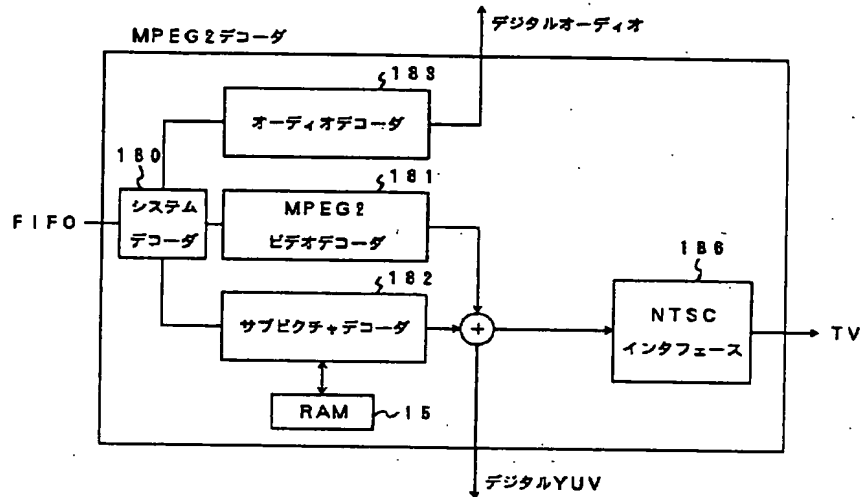 デジタルオーディオ
MPEG2デコーダ
183
オーディオデコーダ
180
181
FIFO
システム
デコーダ
MPEG2
ビデオデコーダ
182
186
サブピクチャデコーダ
+
NTSC
インタフェース
TV
RAM
15
デジタルYUV